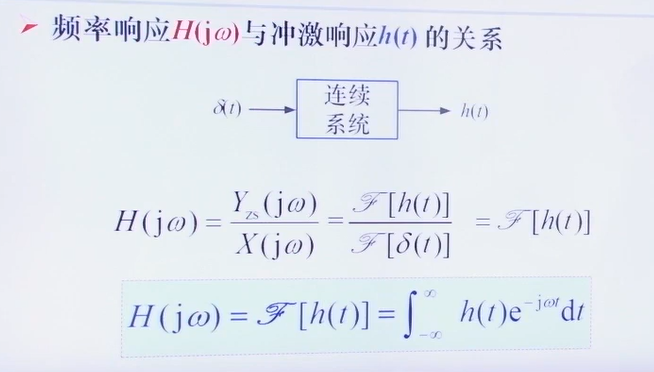 频率响应H(jω)与冲激响应h(t)的关系
δ(t) 连续系统 h(t)
H(jω) = Y_zs(jω) / X(jω) = ℱ[h(t)] / ℱ[δ(t)] = ℱ[h(t)]
H(jω) = ℱ[h(t)] = ∫_{-∞}^{∞} h(t)e^{-jωt}dt